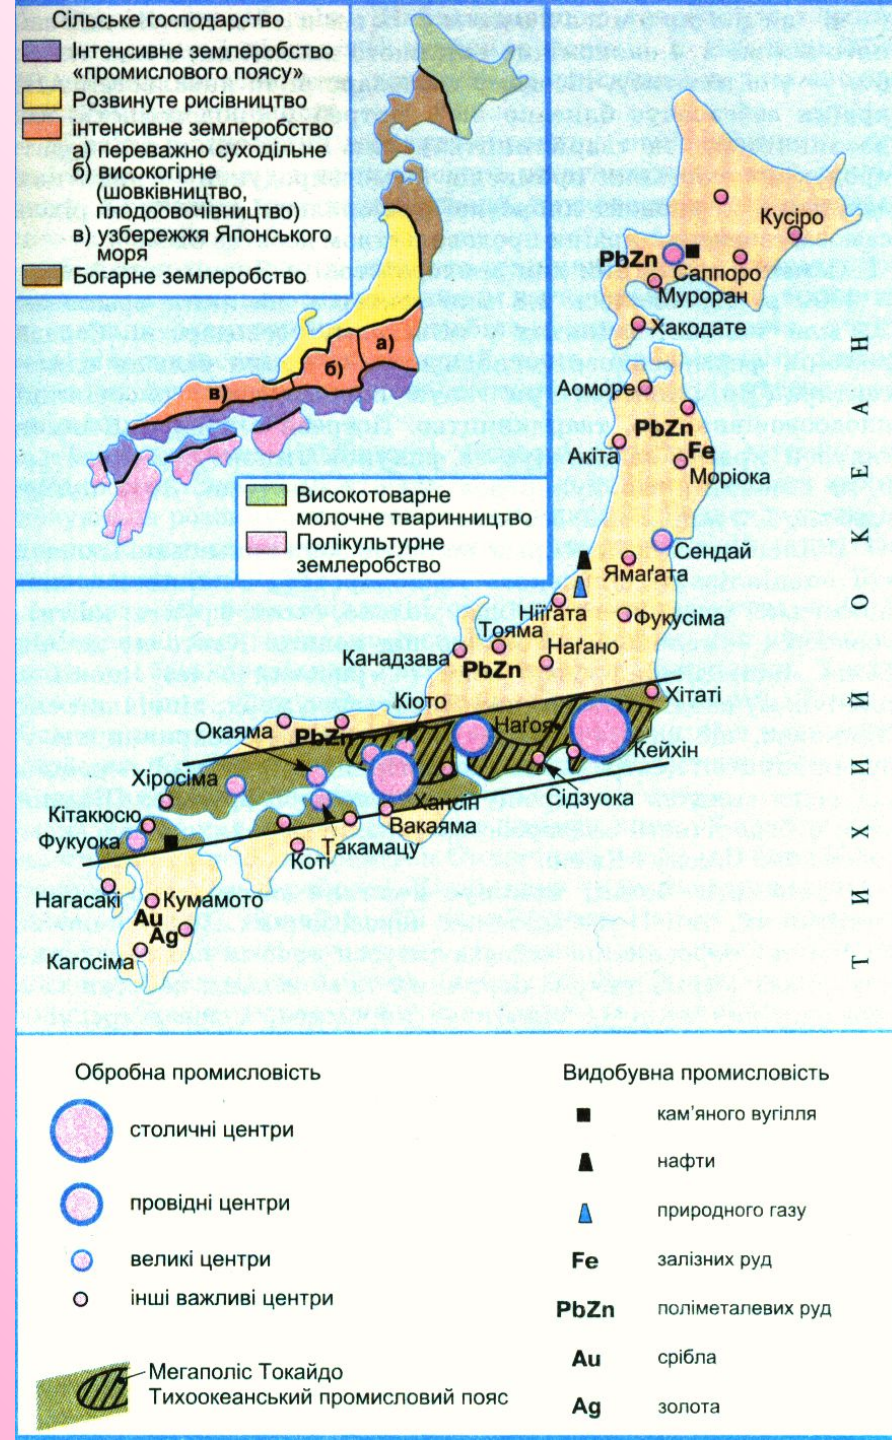 Сільське господарство
Інтенсивне землеробство
«промислового поясу»
Розвинуте рисівництво
інтенсивне землеробство
а) переважно суходільне
б) високогірне
(шовківництво,
плодоовочівництво)
в) узбережжя Японського
моря
Богарне землеробство
а)
б)
в)
Високотоварне
молочне тваринництво
Полікультурне
землеробство
Кусіро
PbZn
Саппоро
Муроран
Хакодате
Аоморе
PbZn
Акіта
Fe
Моріока
Сендай
Ямаґата
Ніїґата
Фукусіма
Тояма
Канадзава
Наґано
PbZn
Хітаті
Кіото
Окаяма
PbZn
Наґоя
Кейхін
Хіросіма
Сідзуока
Кітакюсю
Хансін
Вакаяма
Фукуока
Такамацу
Коті
Нагасакі
Кумамото
Au
Ag
Кагосіма
ТИХИЙ ОКЕАН
Обробна промисловість
столичні центри
провідні центри
великі центри
інші важливі центри
Мегаполіс Токайдо
Тихоокеанський промисловий пояс
Видобувна промисловість
кам'яного вугілля
нафти
природного газу
Fe залізних руд
PbZn поліметалевих руд
Au срібла
Ag золота